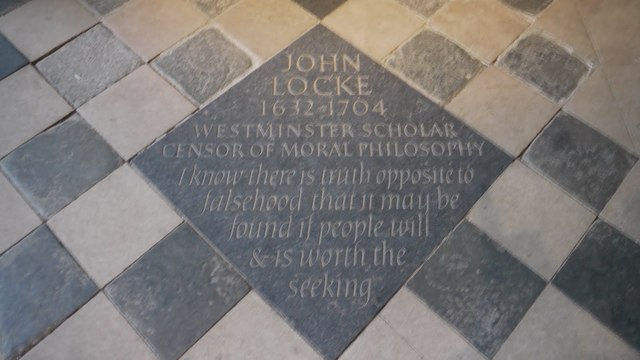 JOHN
LOCKE
1632-1704
WESTMINSTER SCHOLAR
CENSOR OF MORAL PHILOSOPHY
I know there is truth opposite to
falsehood that it may be
found if people will
& is worth the
seeking